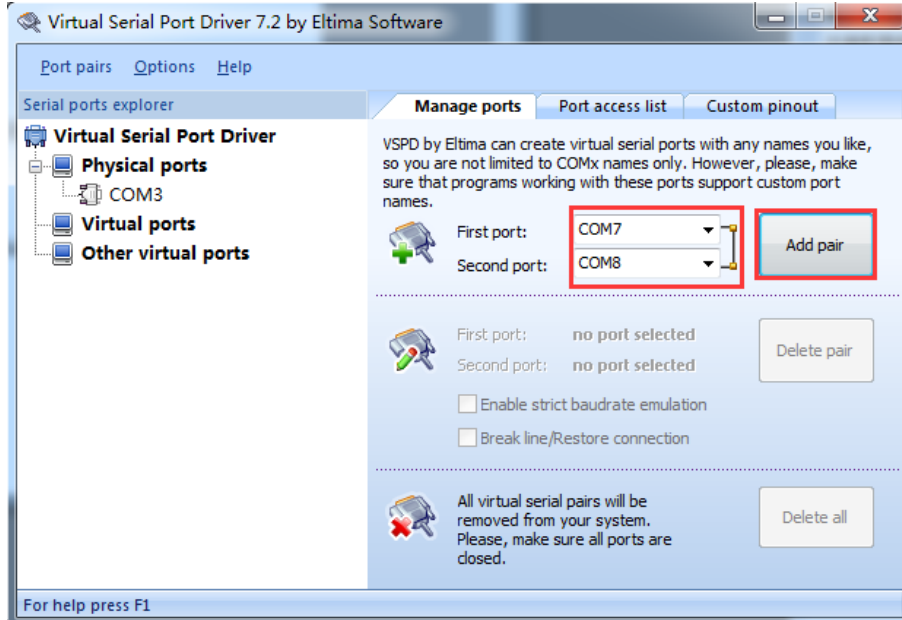 Virtual Serial Port Driver 7.2 by Eltima Software
Port pairs Options Help
Serial ports explorer
Virtual Serial Port Driver
Physical ports
COM3
Virtual ports
Other virtual ports
Manage ports Port access list Custom pinout
VSPD by Eltima can create virtual serial ports with any names you like,
so you are not limited to COMx names only. However, please, make
sure that programs working with these ports support custom port
names.
First port: COM7
Second port: COM8
Add pair
First port: no port selected
Second port: no port selected
Delete pair
Enable strict baudrate emulation
Break line/Restore connection
All virtual serial pairs will be
removed from your system.
Please, make sure all ports are
closed.
Delete all
For help press F1